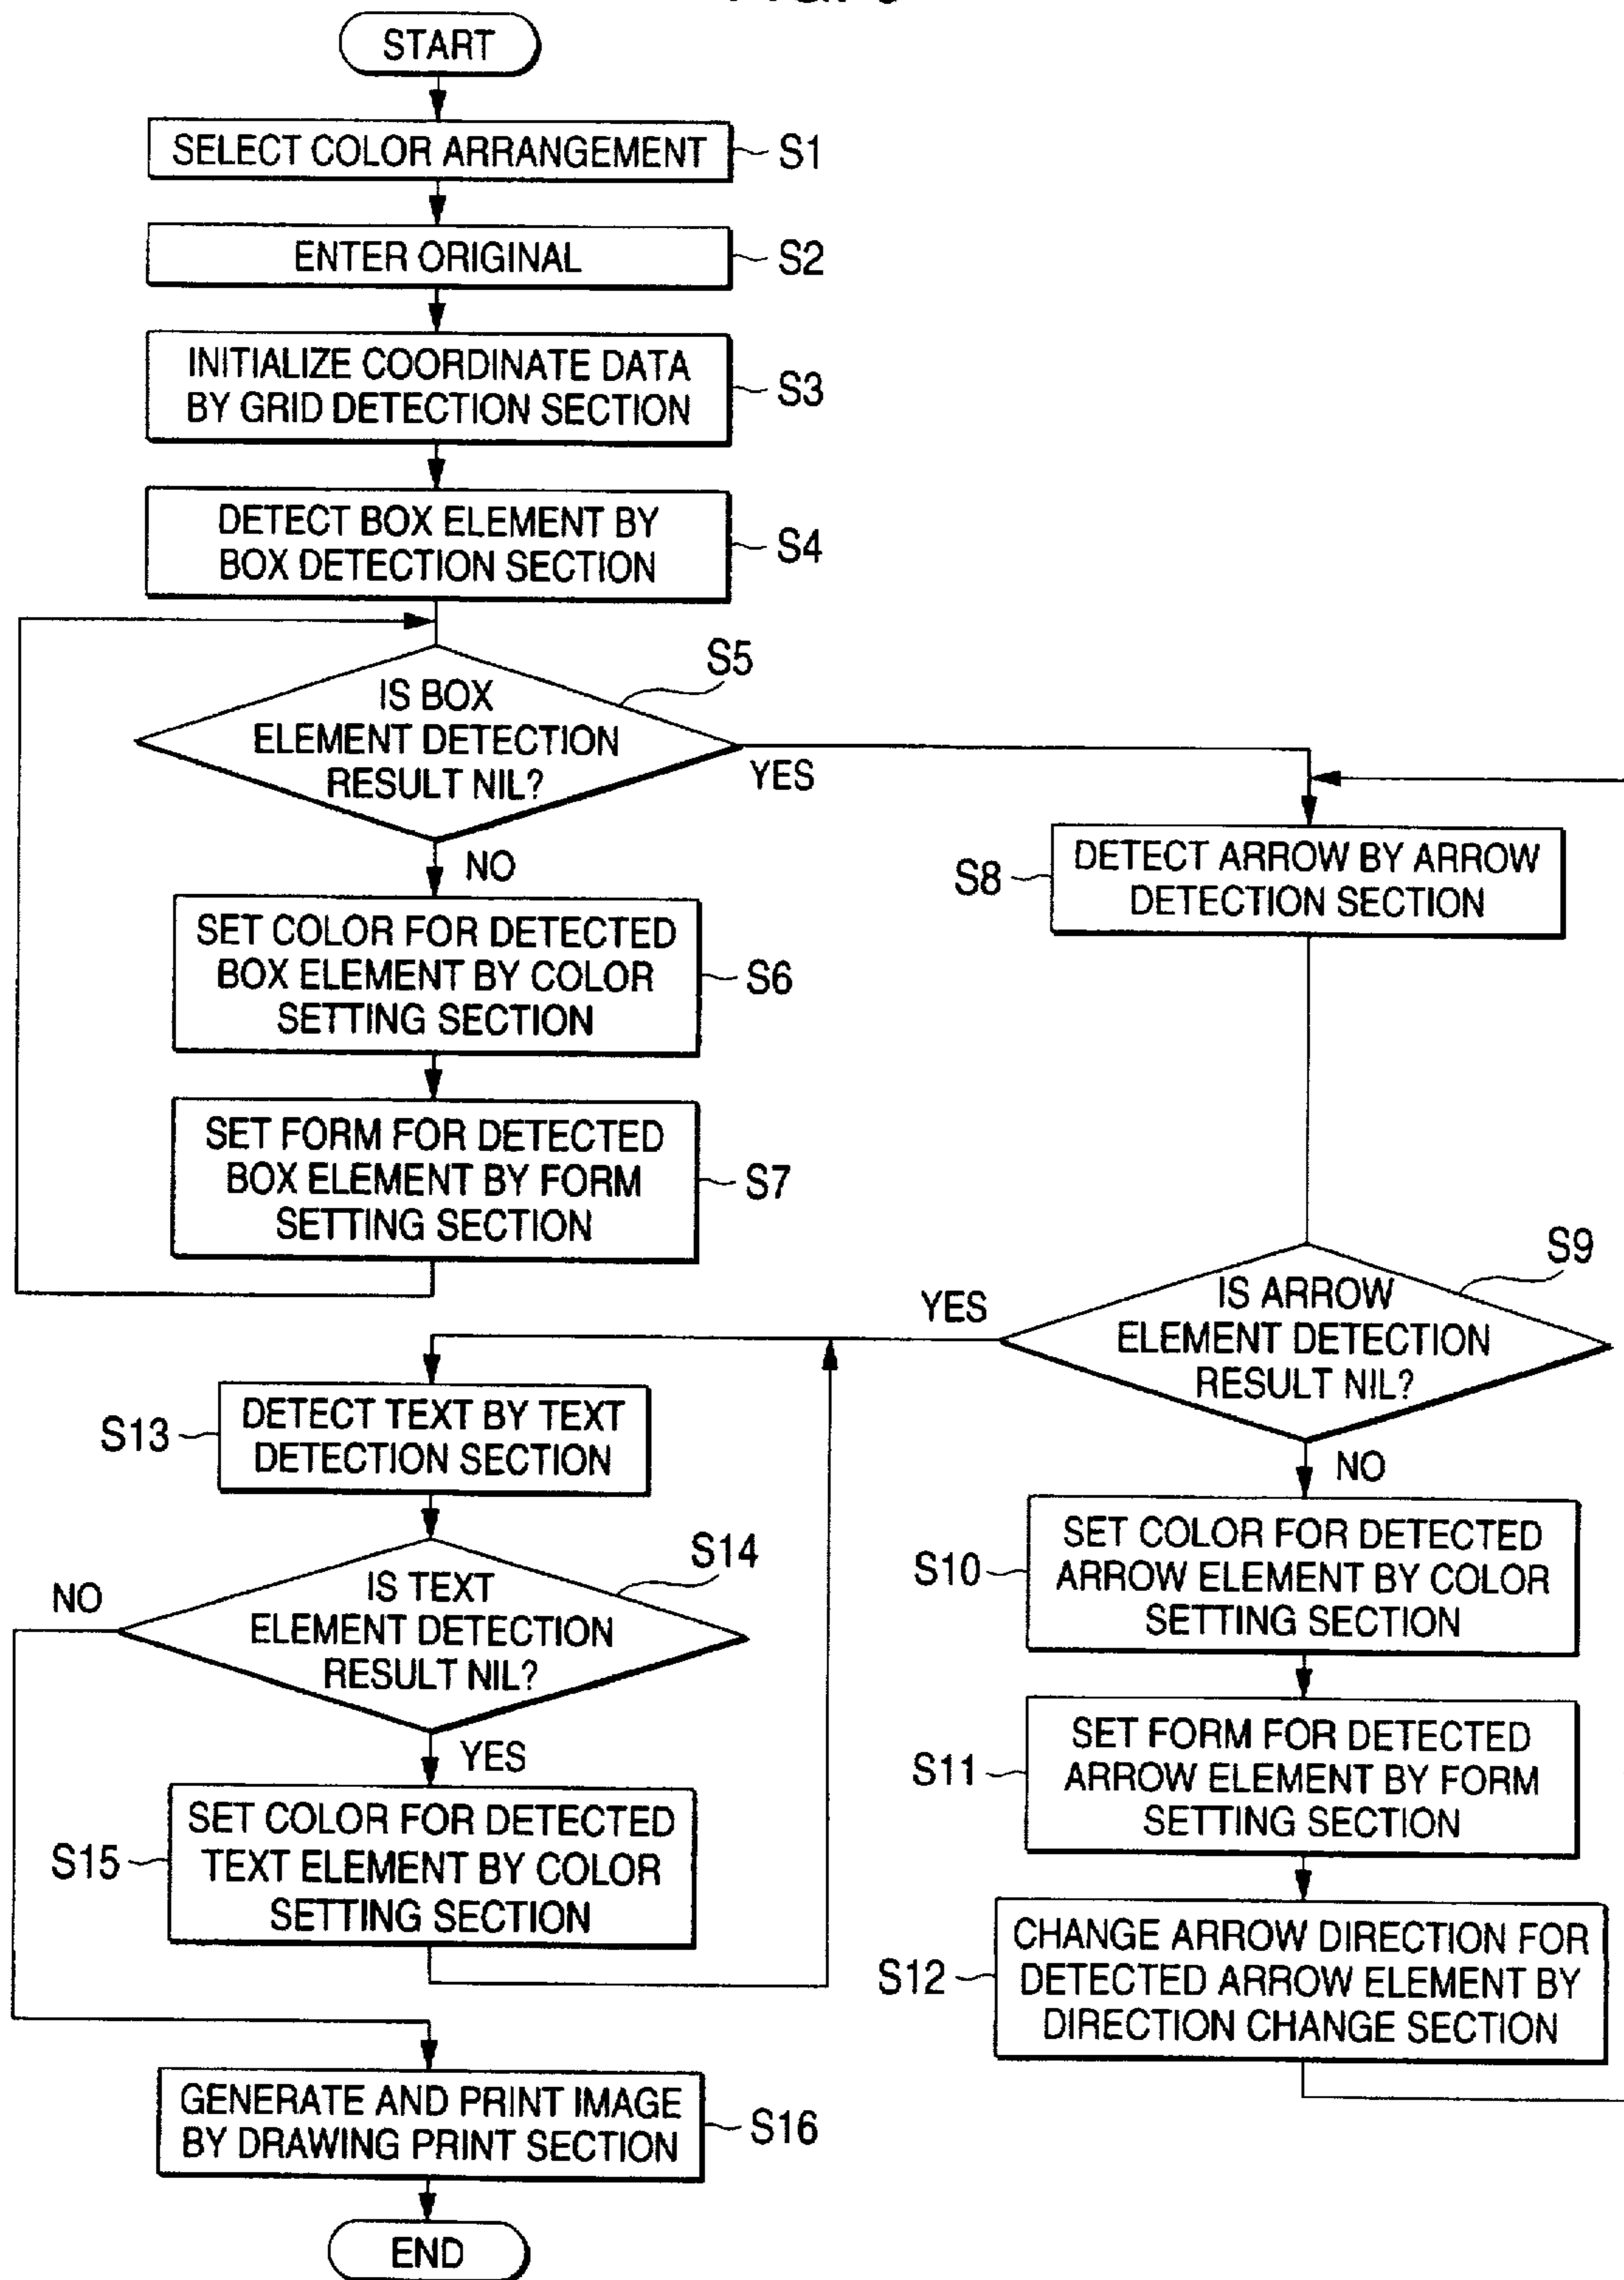 START
SELECT COLOR ARRANGEMENT
S1
ENTER ORIGINAL
S2
INITIALIZE COORDINATE DATA
BY GRID DETECTION SECTION
S3
DETECT BOX ELEMENT BY
BOX DETECTION SECTION
S4
S5
IS BOX
ELEMENT DETECTION
RESULT NIL?
YES
NO
SET COLOR FOR DETECTED
BOX ELEMENT BY COLOR
SETTING SECTION
S6
SET FORM FOR DETECTED
BOX ELEMENT BY FORM
SETTING SECTION
S7
S8
DETECT ARROW BY ARROW
DETECTION SECTION
S9
IS ARROW
ELEMENT DETECTION
RESULT NIL?
YES
NO
S10
SET COLOR FOR DETECTED
ARROW ELEMENT BY COLOR
SETTING SECTION
S11
SET FORM FOR DETECTED
ARROW ELEMENT BY FORM
SETTING SECTION
S12
CHANGE ARROW DIRECTION FOR
DETECTED ARROW ELEMENT BY
DIRECTION CHANGE SECTION
S13
DETECT TEXT BY TEXT
DETECTION SECTION
S14
NO
IS TEXT
ELEMENT DETECTION
RESULT NIL?
YES
S15
SET COLOR FOR DETECTED
TEXT ELEMENT BY COLOR
SETTING SECTION
GENERATE AND PRINT IMAGE
BY DRAWING PRINT SECTION
S16
END